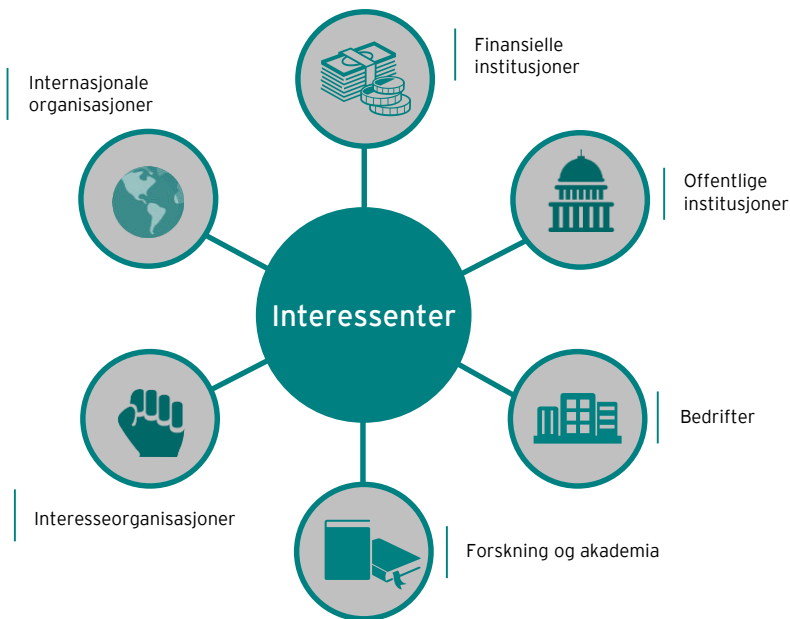 Finansielle
institusjoner
Internasjonale
organisasjoner
Offentlige
institusjoner
Interessenter
Bedrifter
Interesseorganisasjoner
Forskning og akademia